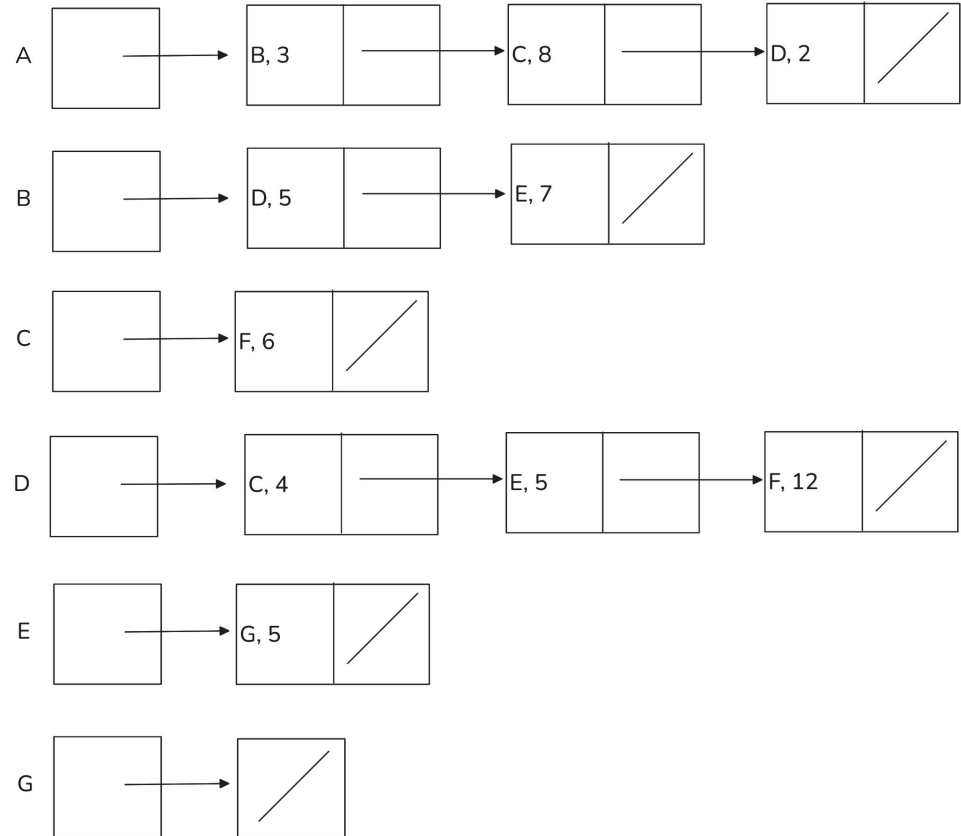 A B, 3 C, 8 D, 2
B D, 5 E, 7
C F, 6
D C, 4 E, 5 F, 12
E G, 5
G